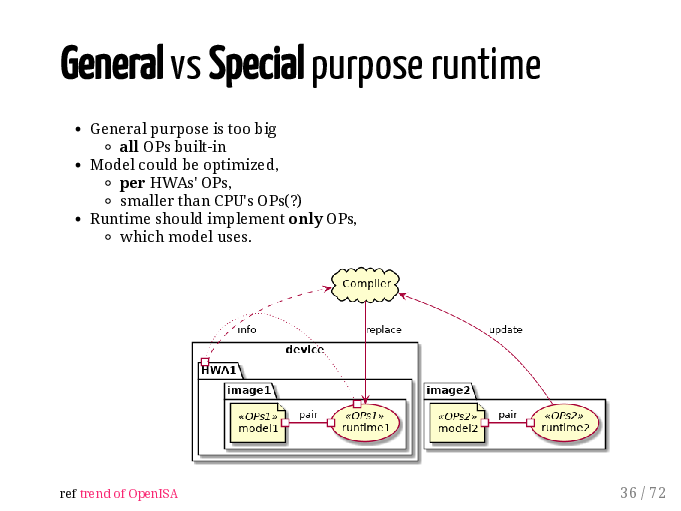 General vs Special purpose runtime
• General purpose is too big
◦ all OPs built-in
• Model could be optimized,
◦ per HWAs' OPs,
◦ smaller than CPU's OPs(?)
• Runtime should implement only OPs,
◦ which model uses.
Compiler
info
replace
update
device
HWA1
image1
«OPs1»
model1
pair
«OPs1»
runtime1
image2
«OPs2»
model2
pair
«OPs2»
runtime2
ref trend of OpenISA
36 / 72